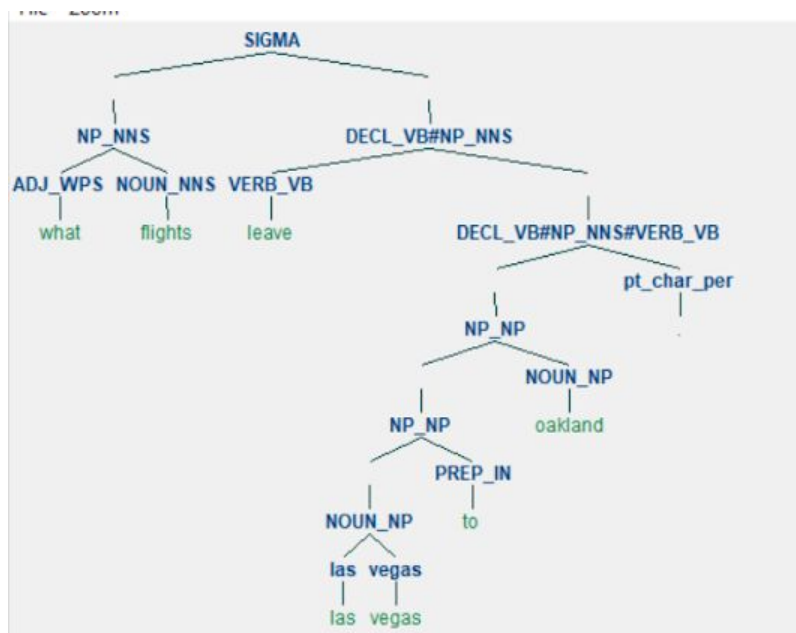 SIGMA
NP_NNS DECL_VB#NP_NNS
ADJ_WPS NOUN_NNS VERB_VB
what flights leave DECL_VB#NP_NNS#VERB_VB
pt_char_per
.
NP_NP
NOUN_NP
NP_NP oakland
PREP_IN
NOUN_NP to
las vegas
las vegas